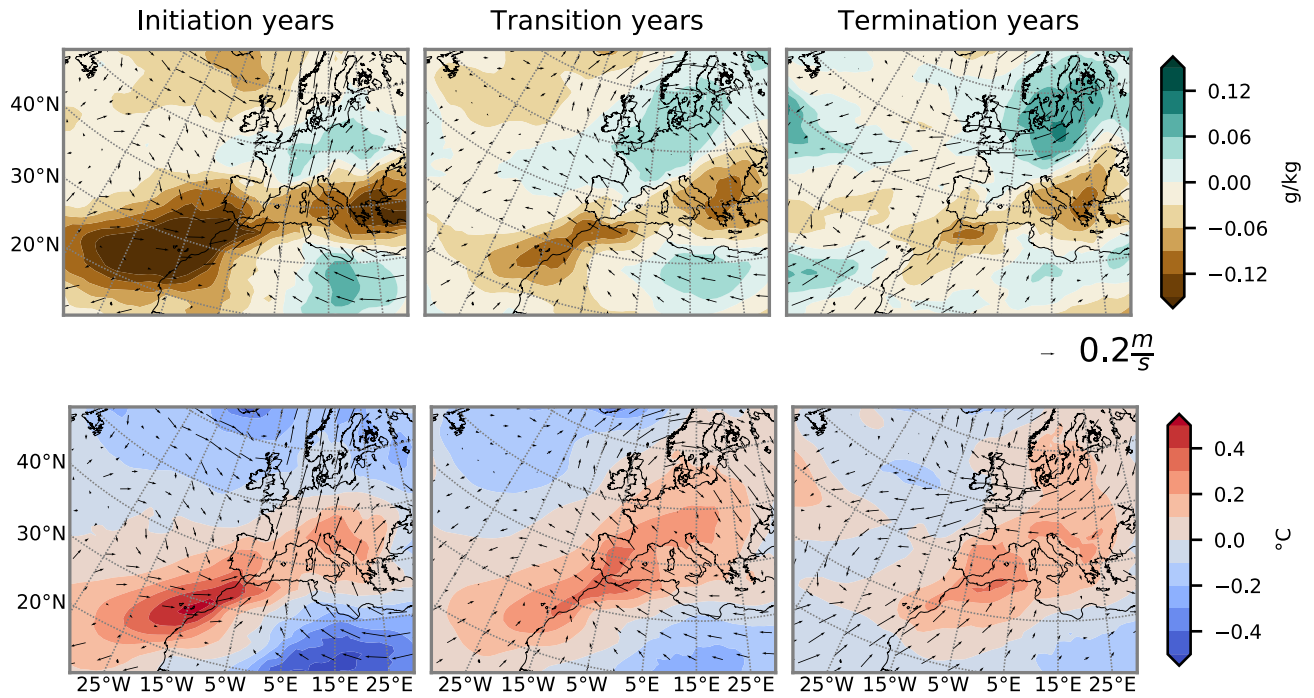 Initiation years
Transition years
Termination years
40°N
30°N
20°N
0.12
0.06
0.00
−0.06
−0.12
g/kg
0.2 m/s
40°N
30°N
20°N
0.4
0.2
0.0
−0.2
−0.4
°C
25°W 15°W 5°W 5°E 15°E 25°E
25°W 15°W 5°W 5°E 15°E 25°E
25°W 15°W 5°W 5°E 15°E 25°E